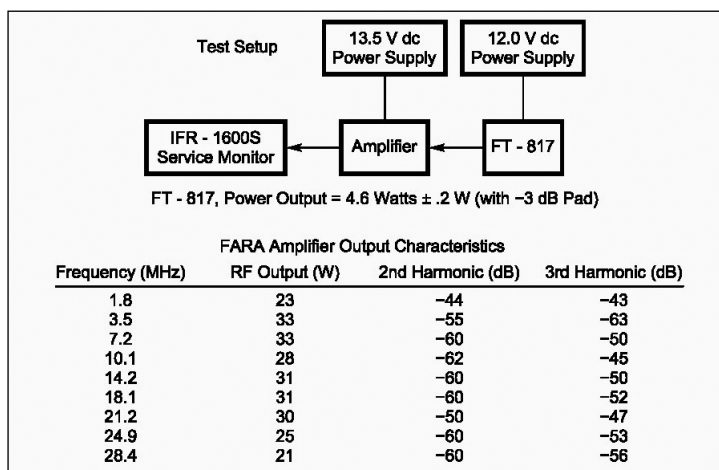 Test Setup
13.5 V dc
Power Supply
12.0 V dc
Power Supply
IFR - 1600S
Service Monitor
Amplifier
FT - 817
FT - 817, Power Output = 4.6 Watts ± .2 W (with −3 dB Pad)
FARA Amplifier Output Characteristics
Frequency (MHz) RF Output (W) 2nd Harmonic (dB) 3rd Harmonic (dB)
1.8 23 −44 −43
3.5 33 −55 −63
7.2 33 −60 −50
10.1 28 −62 −45
14.2 31 −60 −50
18.1 31 −60 −52
21.2 30 −50 −47
24.9 25 −60 −53
28.4 21 −60 −56